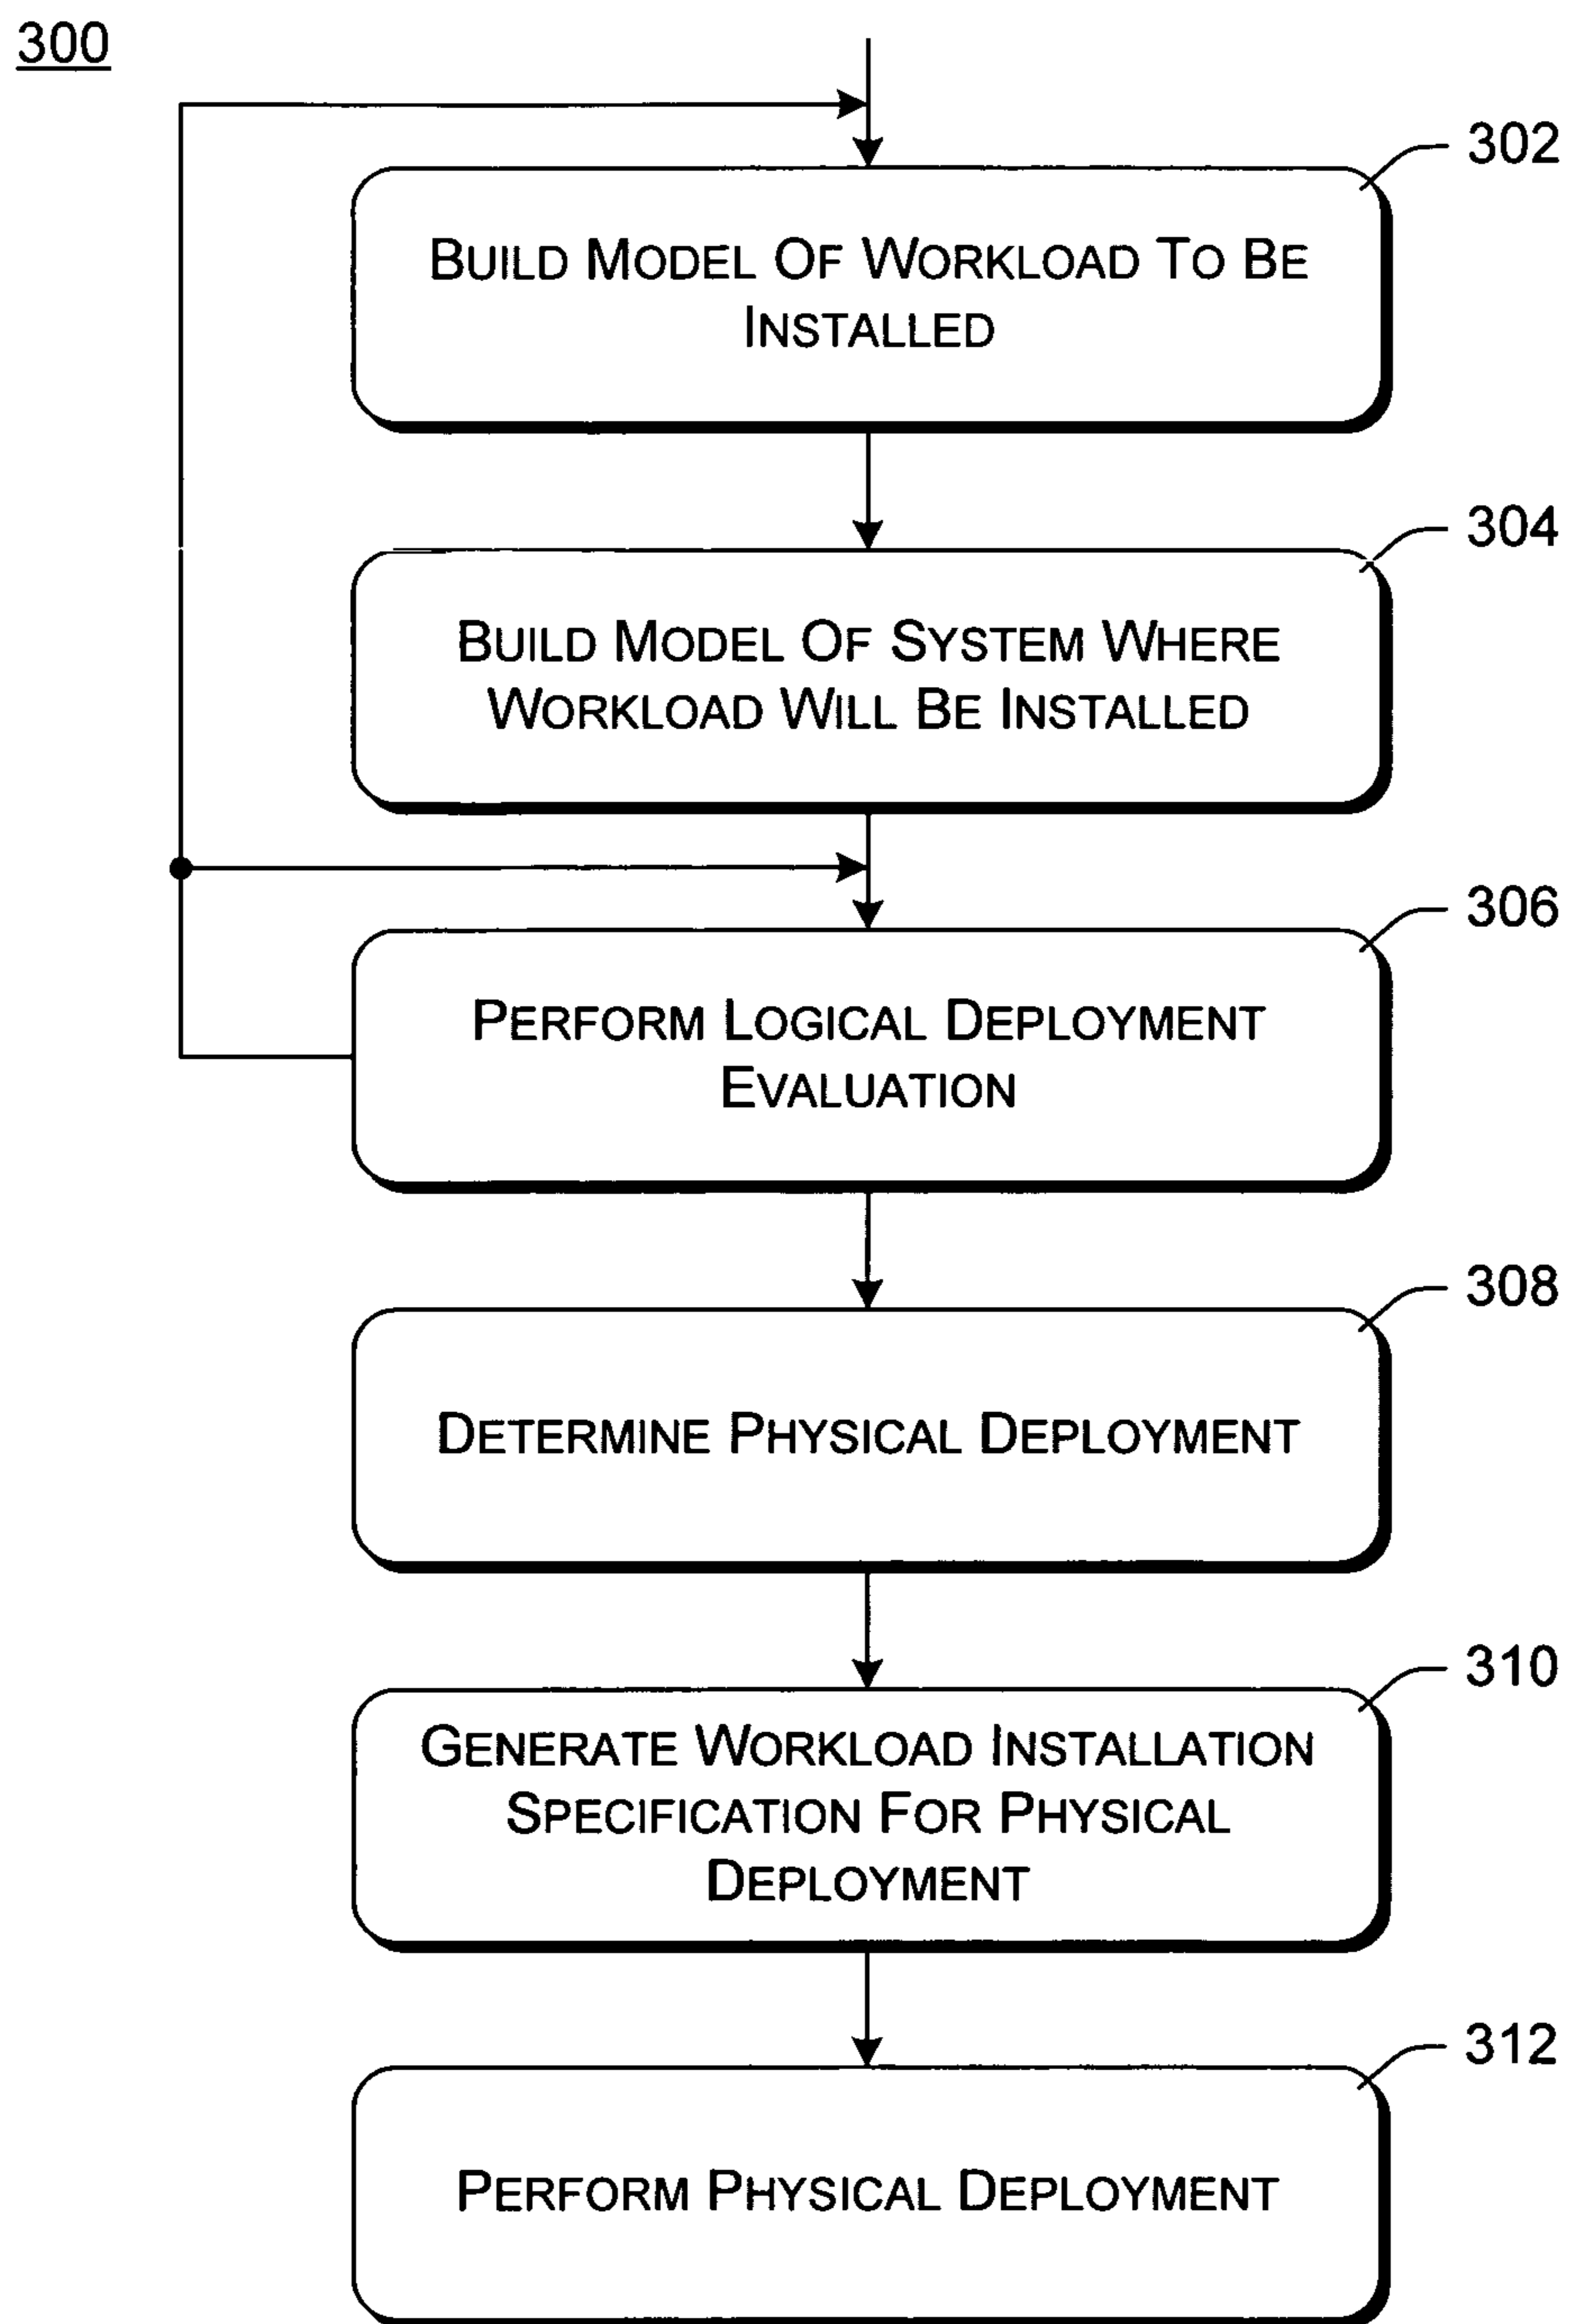 300
302
BUILD MODEL OF WORKLOAD TO BE
INSTALLED
304
BUILD MODEL OF SYSTEM WHERE
WORKLOAD WILL BE INSTALLED
306
PERFORM LOGICAL DEPLOYMENT
EVALUATION
308
DETERMINE PHYSICAL DEPLOYMENT
310
GENERATE WORKLOAD INSTALLATION
SPECIFICATION FOR PHYSICAL
DEPLOYMENT
312
PERFORM PHYSICAL DEPLOYMENT